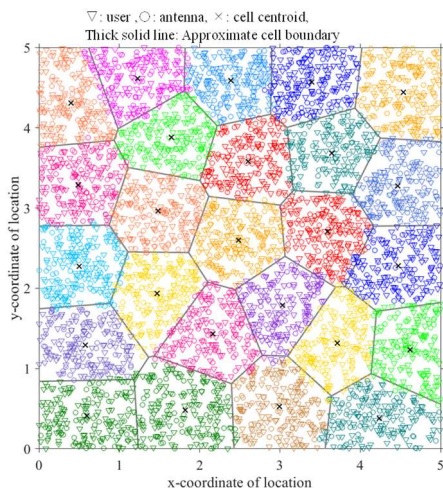 ▽: user ,○: antenna, ×: cell centroid,
Thick solid line: Approximate cell boundary
5
4
3
2
1
0
y-coordinate of location
0 1 2 3 4 5
x-coordinate of location